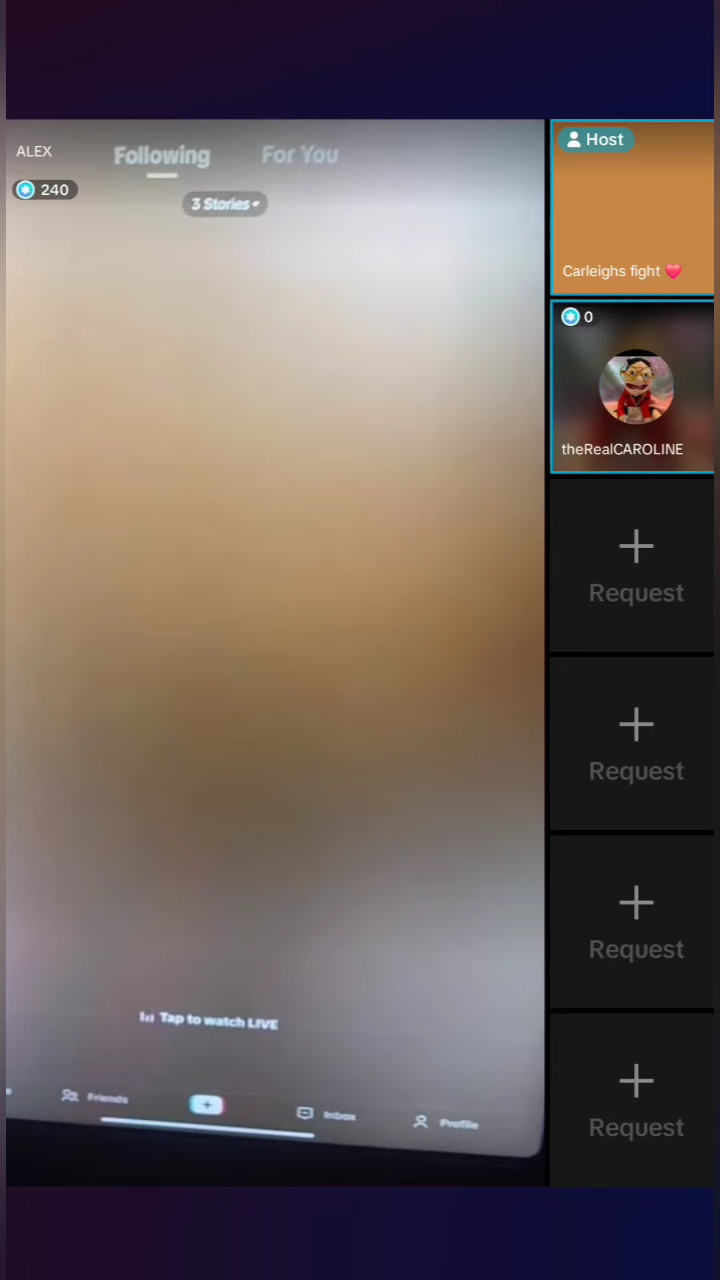 ALEX
Following
For You
240
3 Stories
Tap to watch LIVE
Friends
Inbox
Profile
Host
Carleighs fight
0
theRealCAROLINE
Request
Request
Request
Request